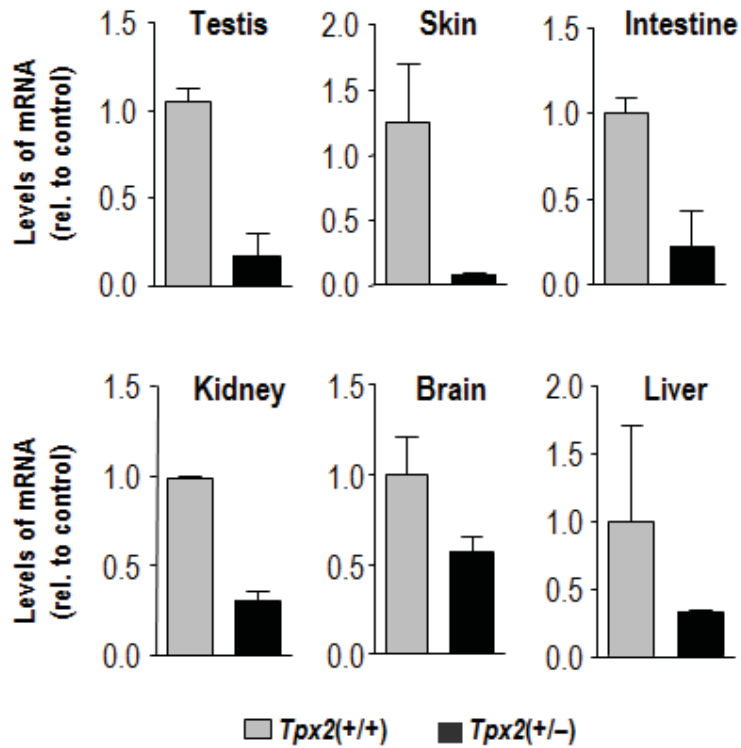 Testis
Skin
Intestine
Levels of mRNA
(rel. to control)
1.5
1.0
0.5
0.0
2.0
1.5
1.0
0.5
0.0
1.5
1.0
0.5
0.0
Kidney
Brain
Liver
Levels of mRNA
(rel. to control)
1.5
1.0
0.5
0.0
1.5
1.0
0.5
0.0
2.0
1.5
1.0
0.5
0.0
Tpx2(+/+) Tpx2(+/–)